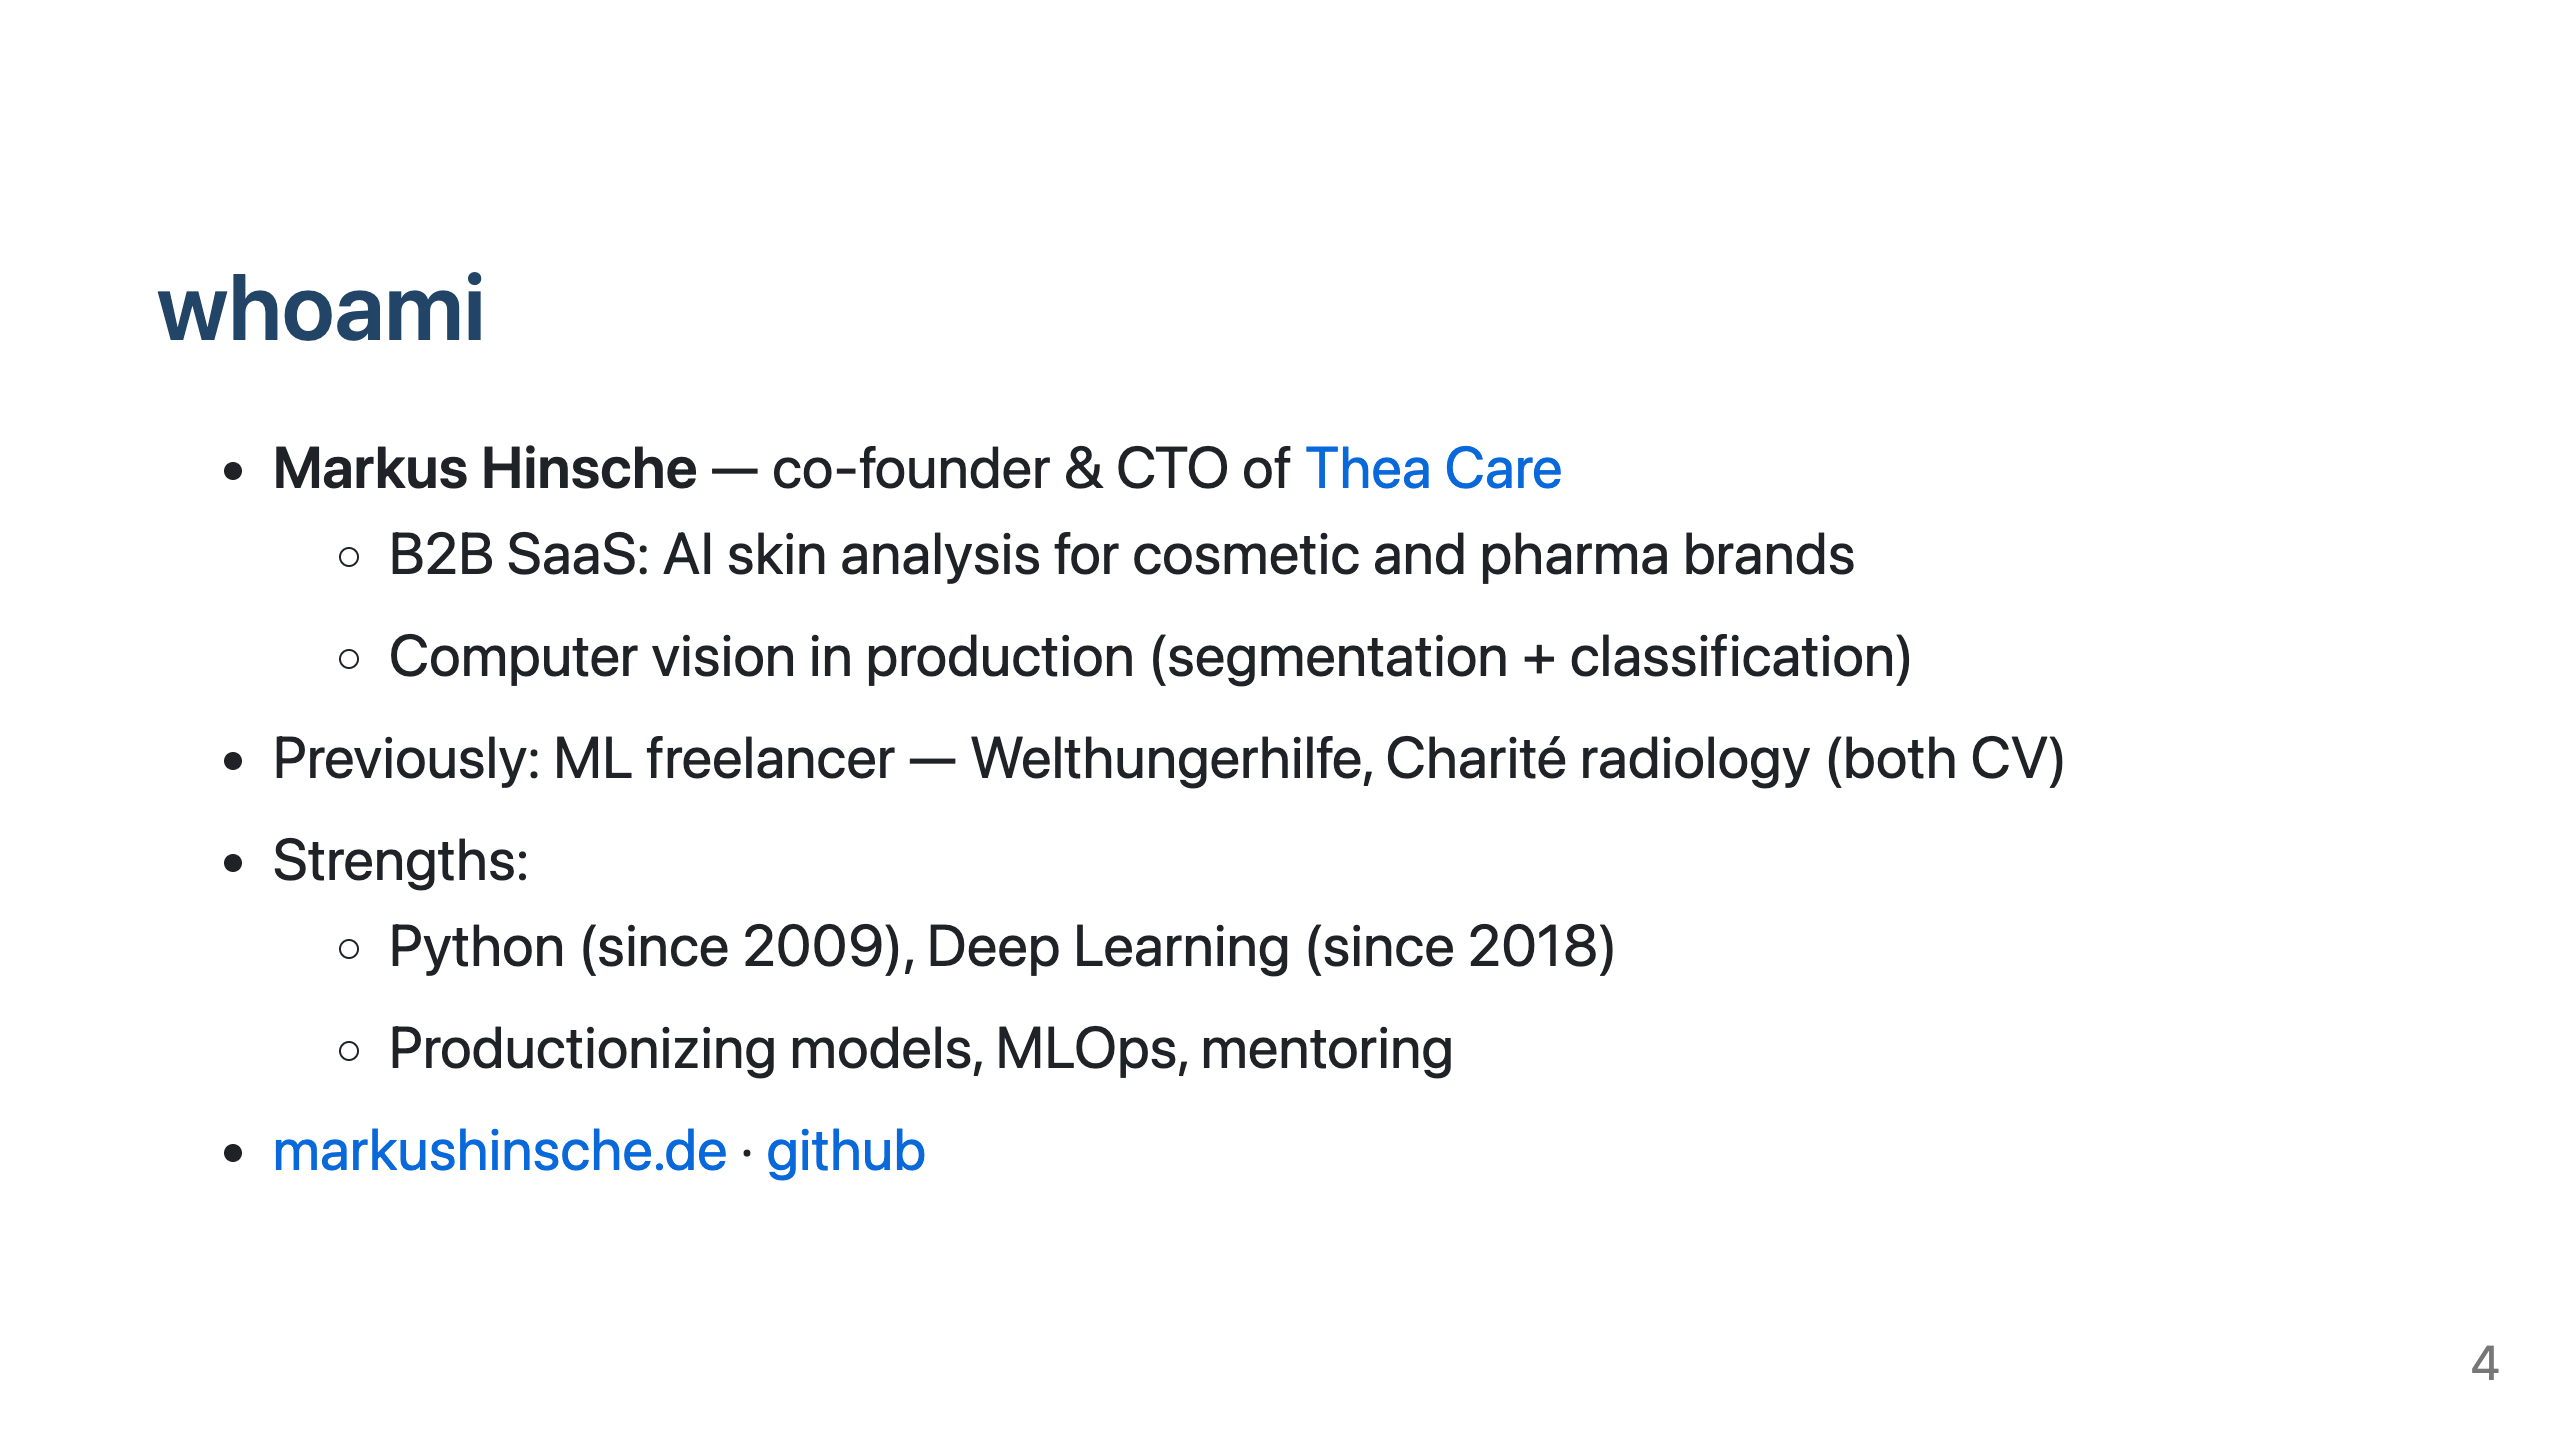 whoami
• Markus Hinsche — co-founder & CTO of Thea Care
◦ B2B SaaS: AI skin analysis for cosmetic and pharma brands
◦ Computer vision in production (segmentation + classification)
• Previously: ML freelancer — Welthungerhilfe, Charité radiology (both CV)
• Strengths:
◦ Python (since 2009), Deep Learning (since 2018)
◦ Productionizing models, MLOps, mentoring
• markushinsche.de · github
4